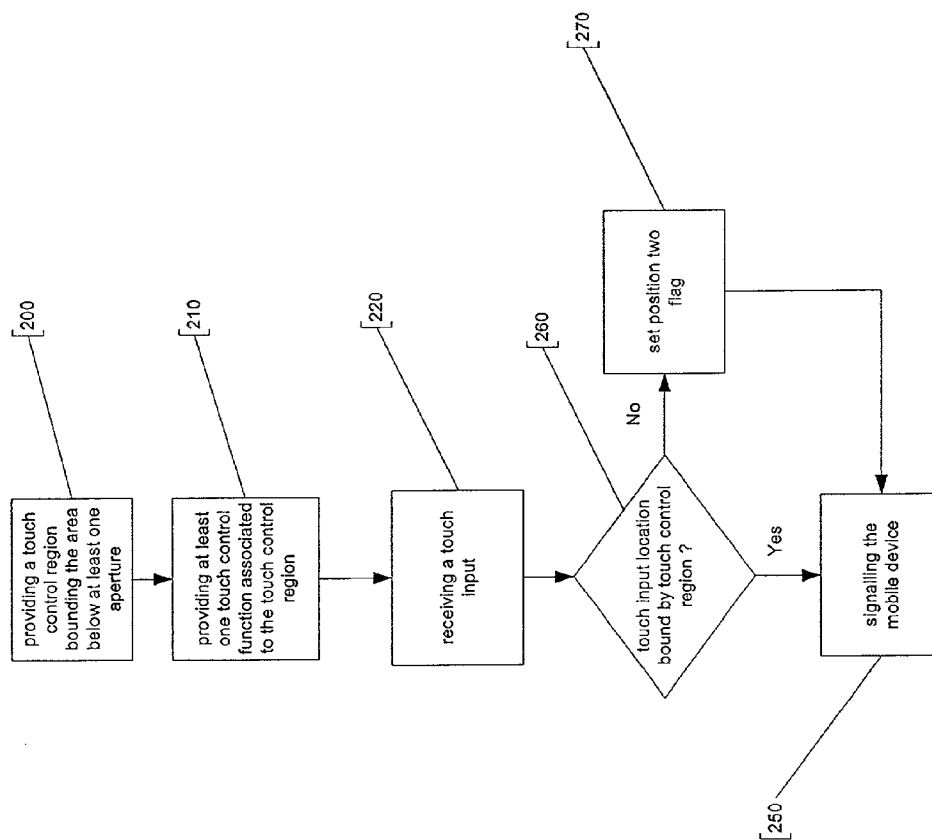 200
providing a touch
control region
bounding the area
below at least one
aperture
210
providing at least
one touch control
function associated
to the touch control
region
220
receiving a touch
input
260
touch input location
bound by touch control
region ?
No
270
set position two
flag
Yes
signalling the
mobile device
250